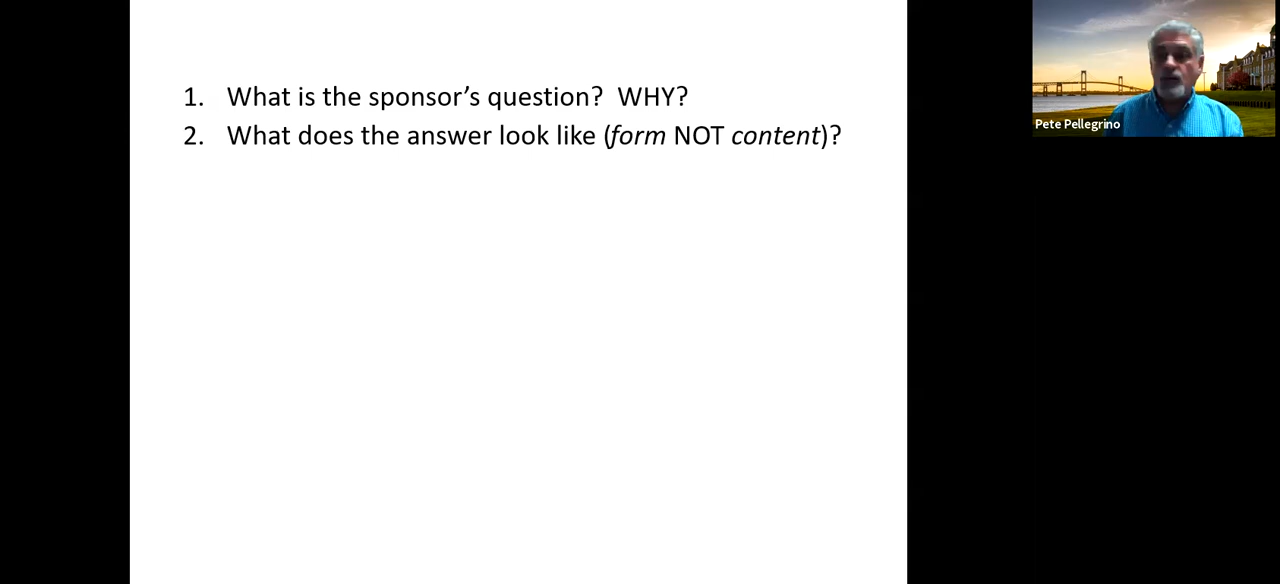 1. What is the sponsor’s question?  WHY?
2. What does the answer look like (form NOT content)?
Pete Pellegrino